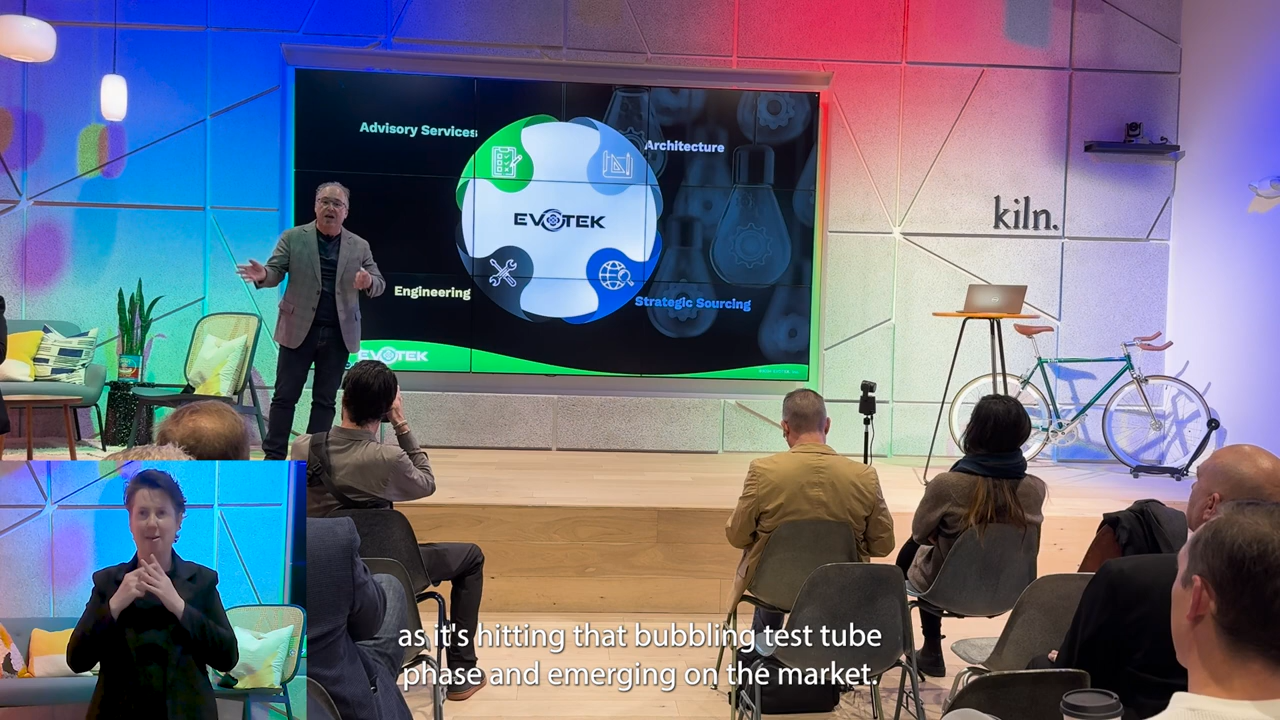 Advisory Services
Architecture
EVOTEK
Engineering
Strategic Sourcing
EVOTEK
kiln.
as it's hitting that bubbling test tube
phase and emerging on the market.